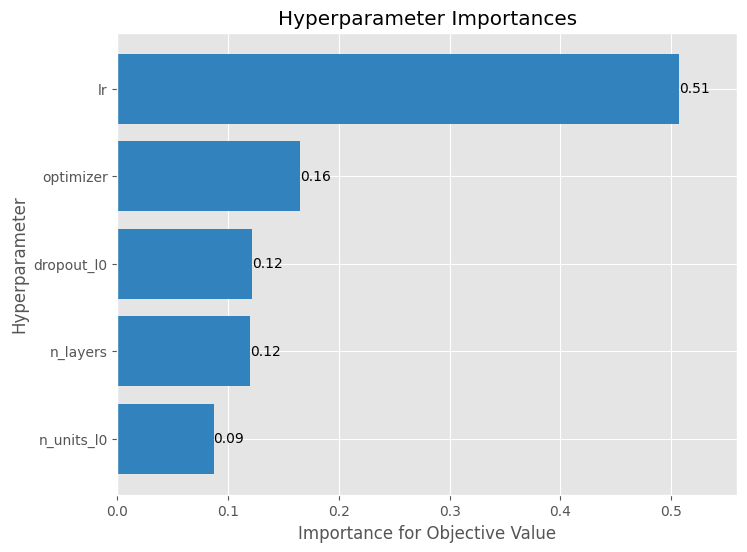 Hyperparameter Importances
Hyperparameter
lr
0.51
optimizer
0.16
dropout_l0
0.12
n_layers
0.12
n_units_l0
0.09
0.0 0.1 0.2 0.3 0.4 0.5
Importance for Objective Value